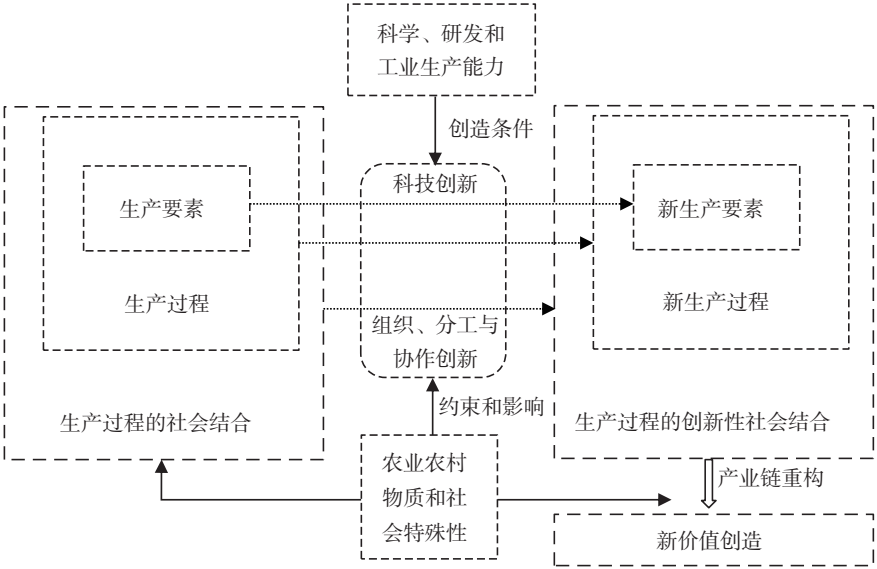 科学、研发和
工业生产能力
创造条件
科技创新
生产要素
新生产要素
生产过程
新生产过程
组织、分工与
协作创新
约束和影响
生产过程的社会结合
生产过程的创新性社会结合
农业农村
物质和社
会特殊性
产业链重构
新价值创造